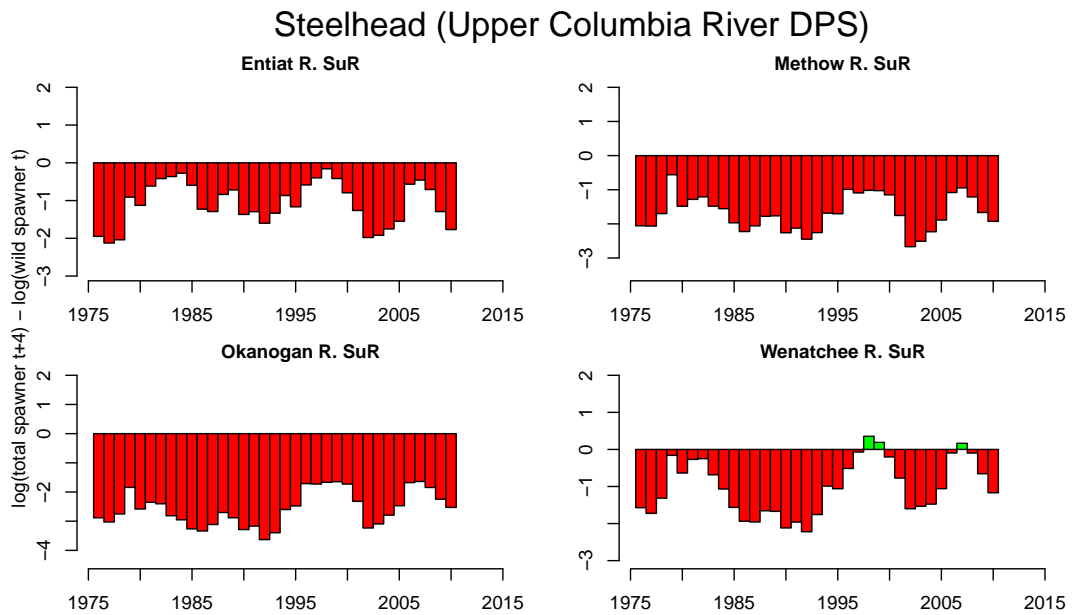 Steelhead (Upper Columbia River DPS)
log(total spawner t+4) − log(wild spawner t)
Entiat R. SuR
2
1
0
−1
−2
−3
1975 1985 1995 2005 2015
Methow R. SuR
2
1
0
−1
−3
1975 1985 1995 2005 2015
Okanogan R. SuR
2
1
0
−2
−4
1975 1985 1995 2005 2015
Wenatchee R. SuR
2
1
0
−1
−3
1975 1985 1995 2005 2015